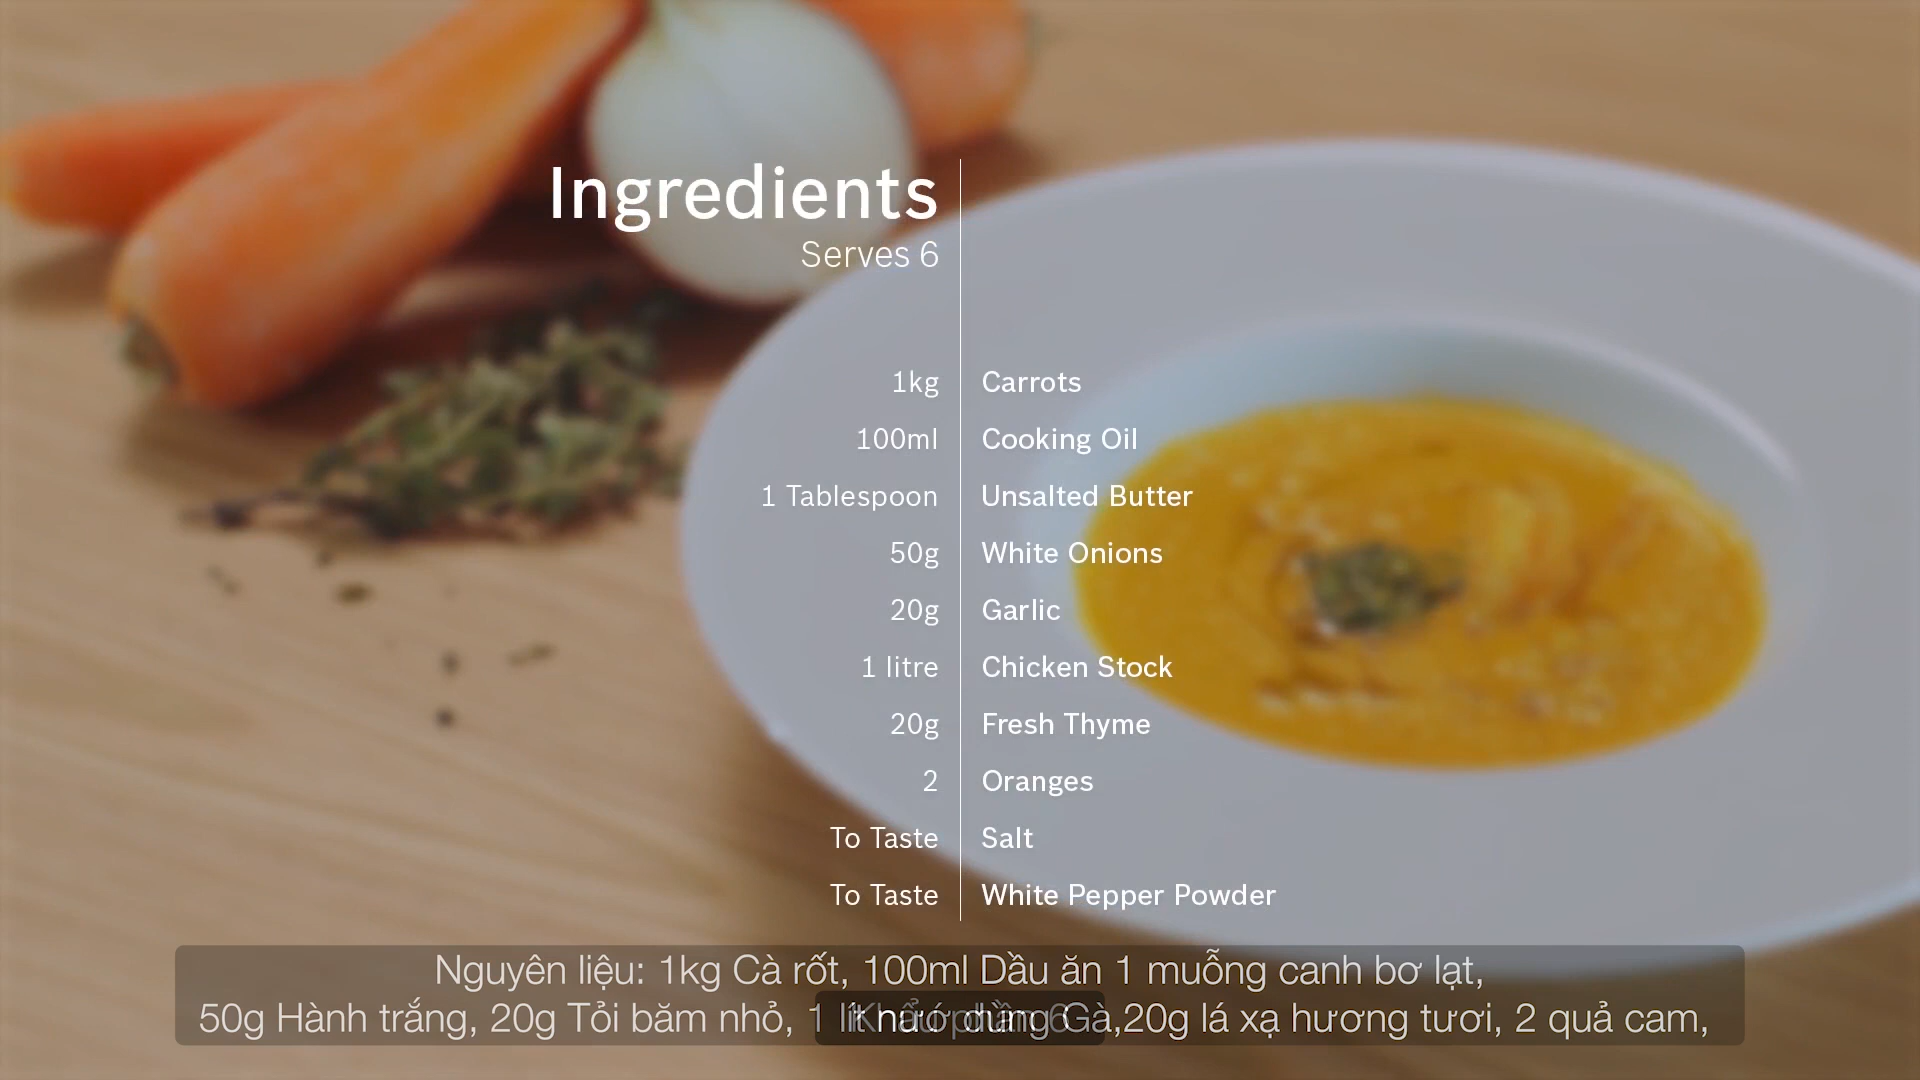 Ingredients
Serves 6
1kg Carrots
100ml Cooking Oil
1 Tablespoon Unsalted Butter
50g White Onions
20g Garlic
1 litre Chicken Stock
20g Fresh Thyme
2 Oranges
To Taste Salt
To Taste White Pepper Powder
Nguyên liệu: 1kg Cà rốt, 100ml Dầu ăn 1 muỗng canh bơ lạt,
50g Hành trắng, 20g Tỏi băm nhỏ, 1 Gà,20g lá xạ hương tươi, 2 quả cam,